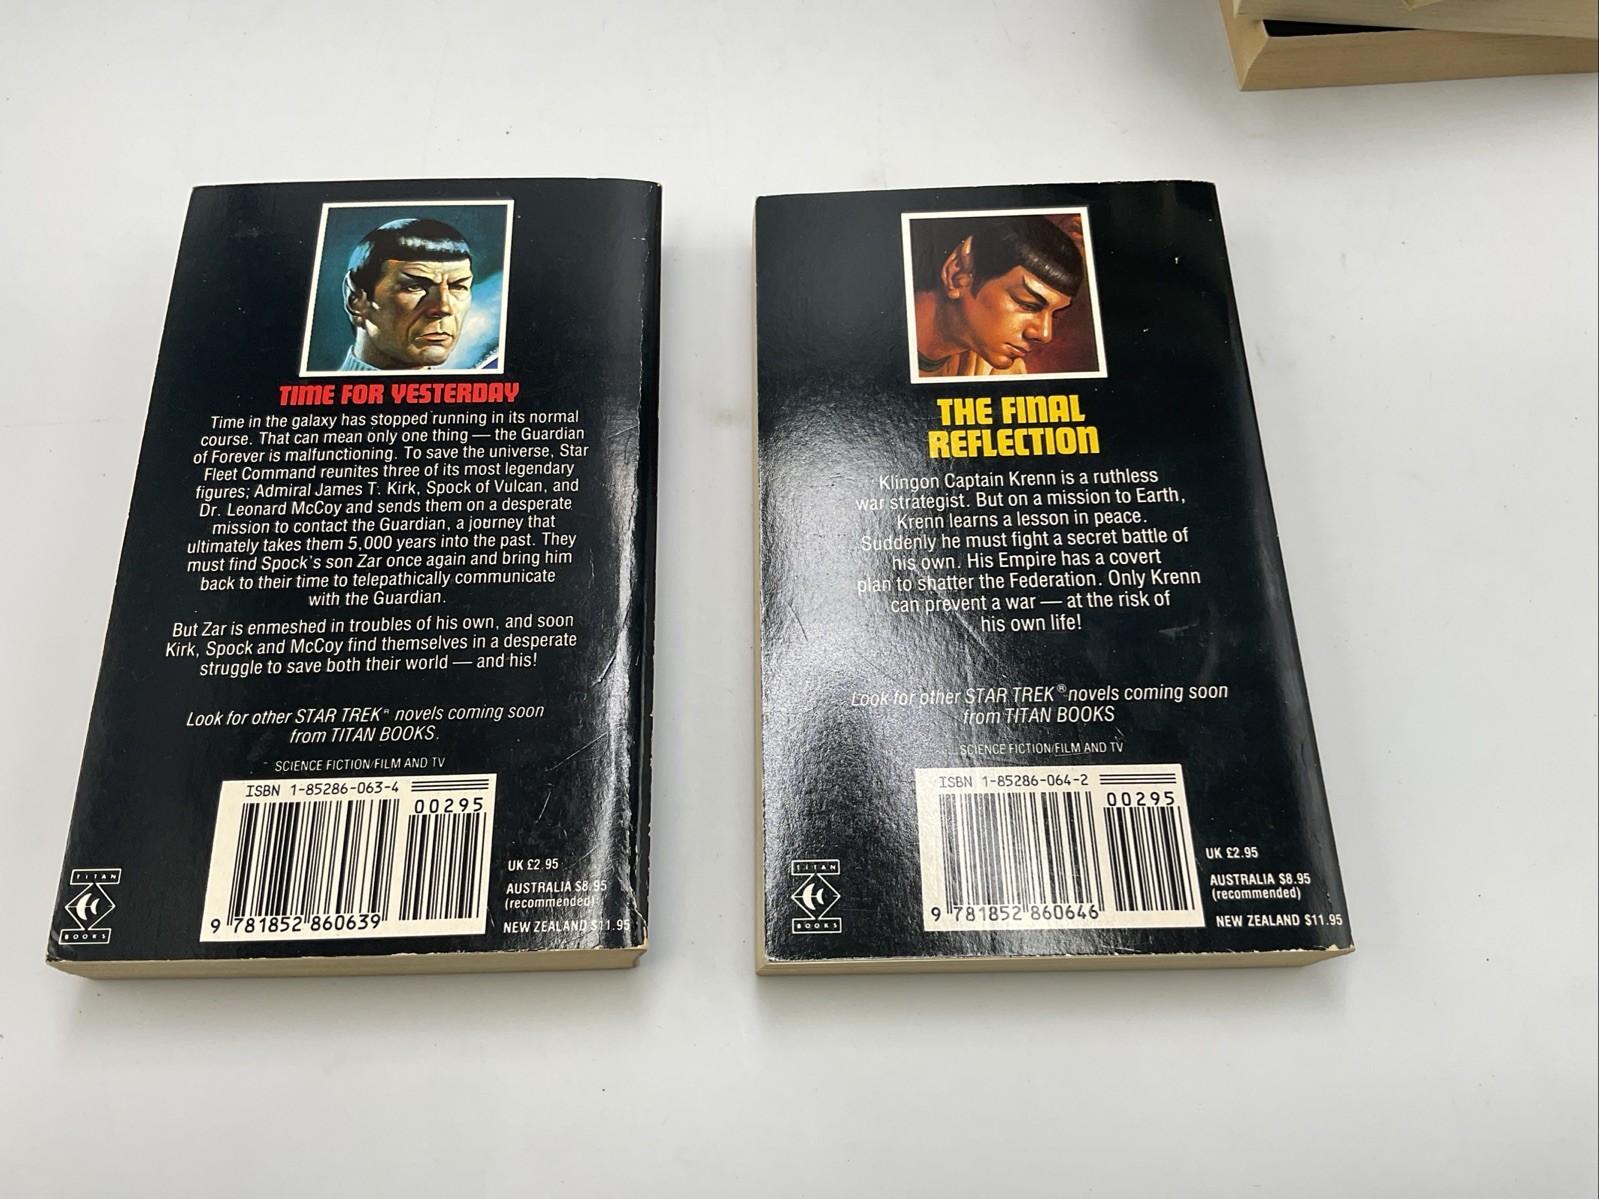 TIME FOR YESTERDAY
Time in the galaxy has stopped running in its normal
course. That can mean only one thing — the Guardian
of Forever is malfunctioning. To save the universe, Star
Fleet Command reunites three of its most legendary
figures; Admiral James T. Kirk, Spock of Vulcan, and
Dr. Leonard McCoy and sends them on a desperate
mission to contact the Guardian, a journey that
ultimately takes them 5,000 years into the past. They
must find Spock's son Zar once again and bring him
back to their time to telepathically communicate
with the Guardian.
But Zar is enmeshed in troubles of his own, and soon
Kirk, Spock and McCoy find themselves in a desperate
struggle to save both their world — and his!
Look for other STAR TREK® novels coming soon
from TITAN BOOKS.
SCIENCE FICTION/FILM AND TV
ISBN 1-85286-063-4
00295
9 781852 860639
TITAN
BOOKS
UK £2.95
AUSTRALIA $8.95
(recommended)
NEW ZEALAND $11.95
THE FINAL
REFLECTION
Klingon Captain Krenn is a ruthless
war strategist. But on a mission to Earth,
Krenn learns a lesson in peace.
Suddenly he must fight a secret battle of
his own. His Empire has a covert
plan to shatter the Federation. Only Krenn
can prevent a war — at the risk of
his own life!
Look for other STAR TREK® novels coming soon
from TITAN BOOKS
SCIENCE FICTION/FILM AND TV
ISBN 1-85286-064-2
00295
9 781852 860646
TITAN
BOOKS
UK £2.95
AUSTRALIA $8.95
(recommended)
NEW ZEALAND $11.95